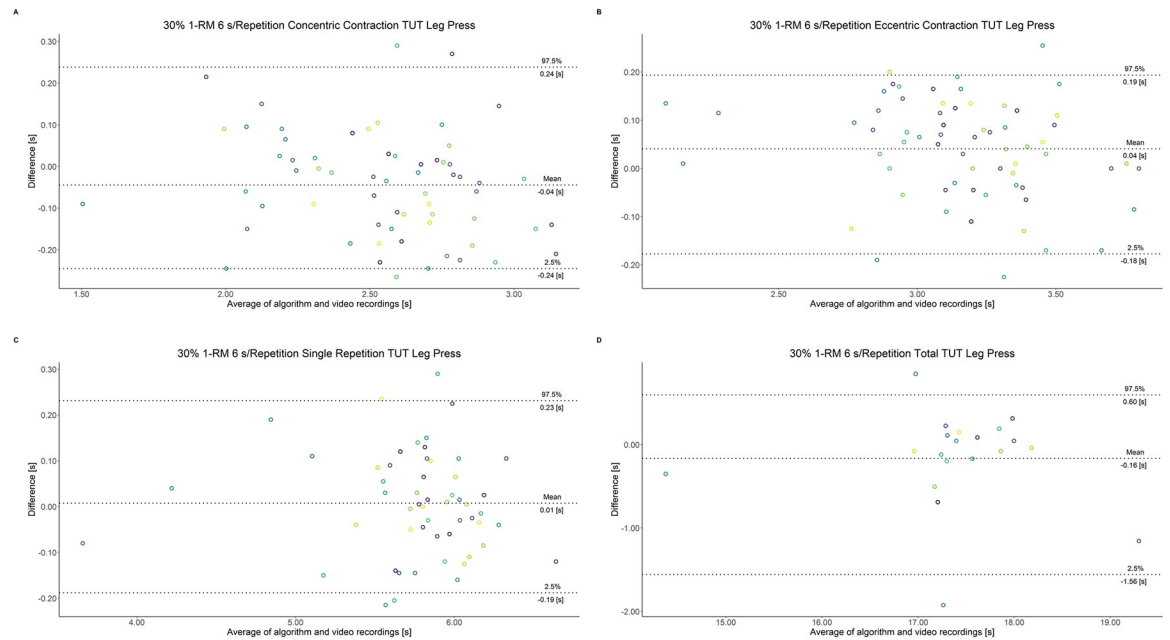 A
30% 1-RM 6 s/Repetition Concentric Contraction TUT Leg Press
0.30
97.5%
0.24 [s]
0.20
0.10
0.00
Mean
-0.04 [s]
-0.10
-0.20
2.5%
-0.24 [s]
Difference [s]
1.50 2.00 2.50 3.00
Average of algorithm and video recordings [s]
B
30% 1-RM 6 s/Repetition Eccentric Contraction TUT Leg Press
97.5%
0.20
0.19 [s]
0.10
Mean
0.04 [s]
0.00
-0.10
2.5%
-0.18 [s]
-0.20
Difference [s]
2.50 3.00 3.50
Average of algorithm and video recordings [s]
C
30% 1-RM 6 s/Repetition Single Repetition TUT Leg Press
0.30
97.5%
0.23 [s]
0.20
0.10
Mean
0.01 [s]
0.00
-0.10
2.5%
-0.19 [s]
-0.20
Difference [s]
4.00 5.00 6.00
Average of algorithm and video recordings [s]
D
30% 1-RM 6 s/Repetition Total TUT Leg Press
97.5%
0.60 [s]
0.00
Mean
-0.16 [s]
-1.00
2.5%
-1.56 [s]
-2.00
Difference [s]
15.00 16.00 17.00 18.00 19.00
Average of algorithm and video recordings [s]